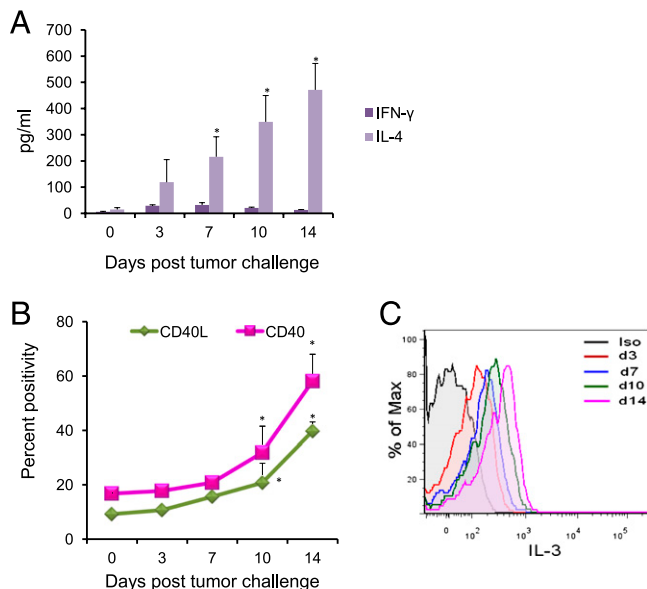 A
700
600
500
400
300
200
100
0
pg/ml
* * *
0 3 7 10 14
Days post tumor challenge
IFN-γ
IL-4
B
80
60
40
20
0
Percent positivity
CD40L CD40
*
*
*
*
0 3 7 10 14
Days post tumor challenge
C
100
80
60
40
20
% of Max
Iso
d3
d7
d10
d14
0 10² 10³ 10⁴ 10⁵
IL-3